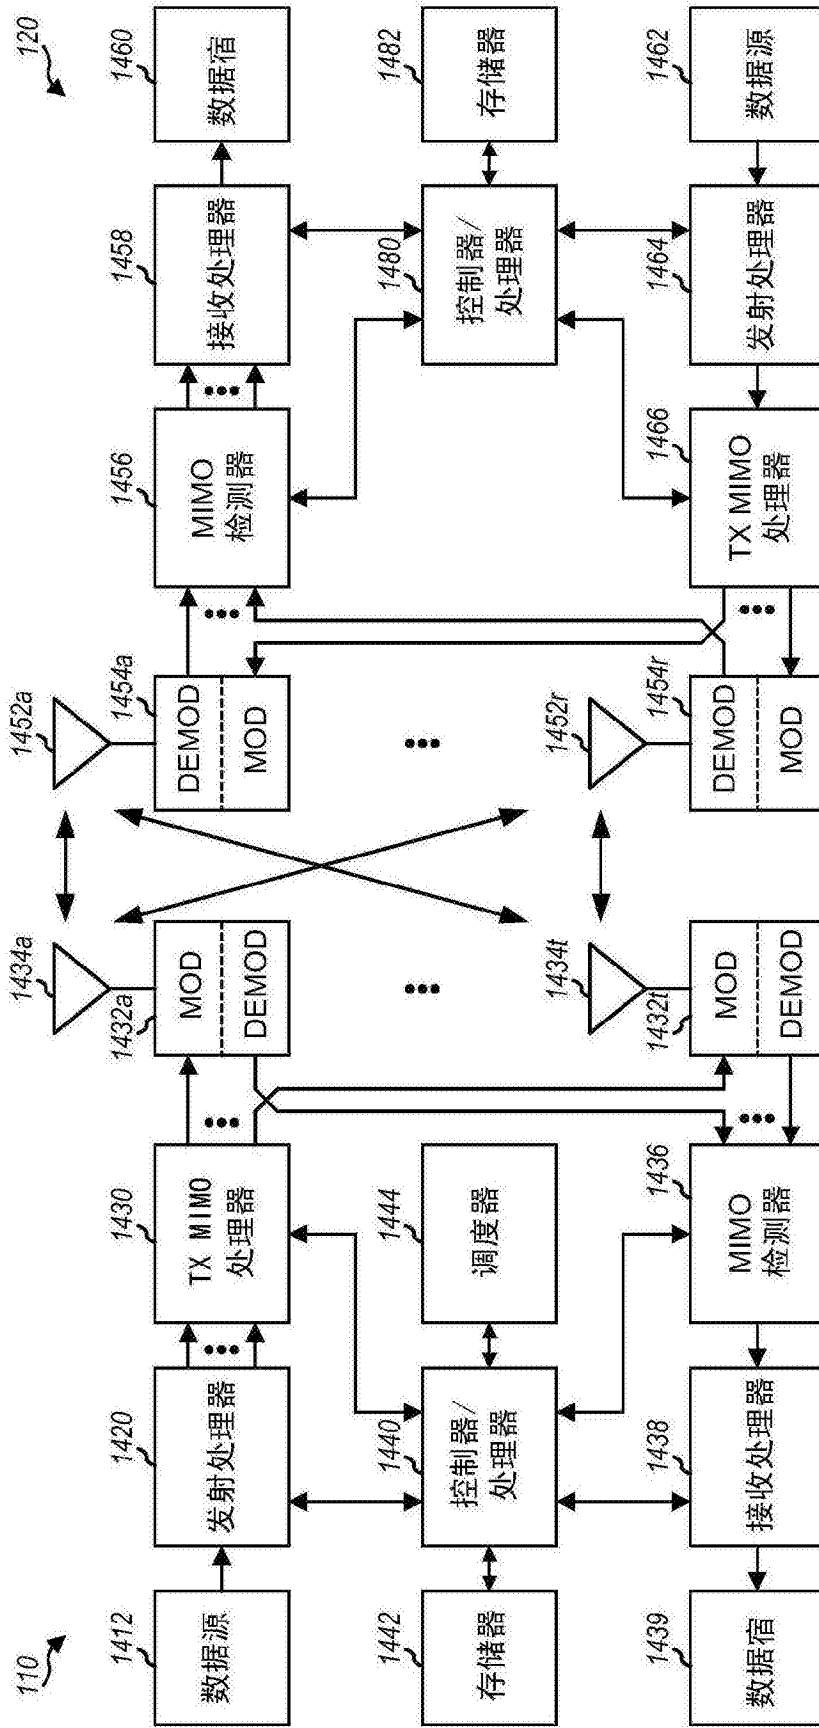 110
1434a
1452a
120
1412
1420
1430
1432a
1454a
1456
1458
1460
数据源
发射处理器
TX MIMO
处理器
MOD
DEMOD
DEMOD
MOD
MIMO
检测器
接收处理器
数据宿
1442
1440
1444
1480
1482
存储器
控制器/
处理器
调度器
控制器/
处理器
存储器
1434t
1452r
1439
1438
1436
1432t
1454r
1466
1464
1462
数据宿
接收处理器
MIMO
检测器
MOD
DEMOD
DEMOD
MOD
TX MIMO
处理器
发射处理器
数据源